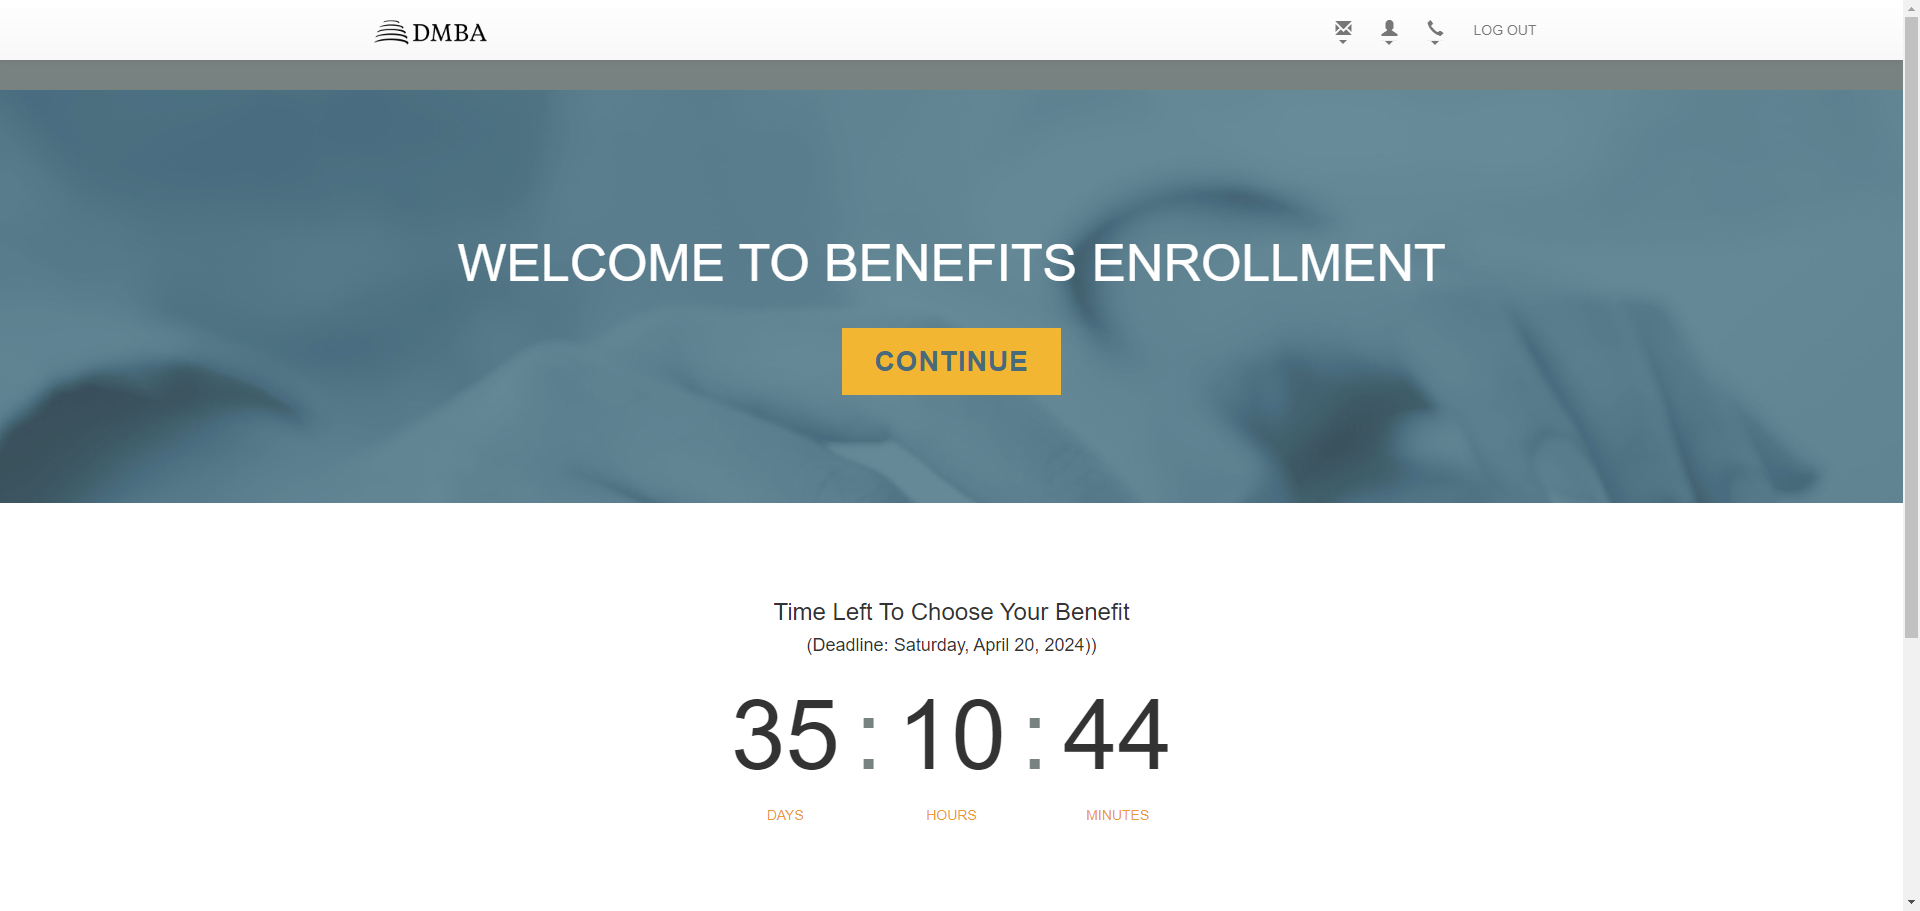 DMBA
LOG OUT
WELCOME TO BENEFITS ENROLLMENT
CONTINUE
Time Left To Choose Your Benefit
(Deadline: Saturday, April 20, 2024))
35 : 10 : 44
DAYS HOURS MINUTES